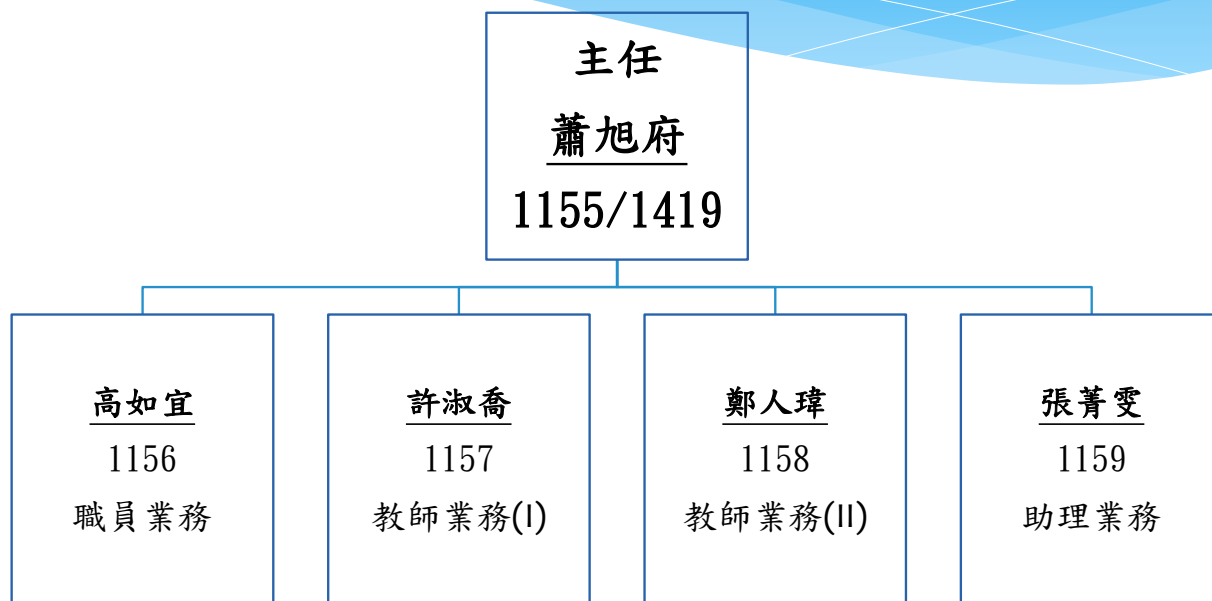 主任
蕭旭府
1155/1419
高如宜
1156
職員業務
許淑喬
1157
教師業務(I)
鄭人瑋
1158
教師業務(II)
張菁雯
1159
助理業務